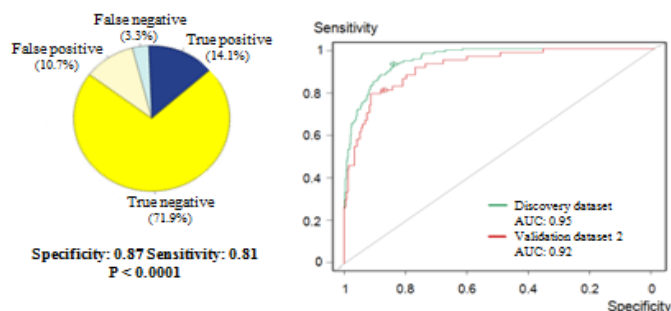 False negative
(3.3%)
True positive
(14.1%)
False positive
(10.7%)
True negative
(71.9%)
Specificity: 0.87 Sensitivity: 0.81
P < 0.0001
Sensitivity
1
0.8
0.6
0.4
0.2
0
Discovery dataset
AUC: 0.95
Validation dataset 2
AUC: 0.92
1 0.8 0.6 0.4 0.2 0
Specificity